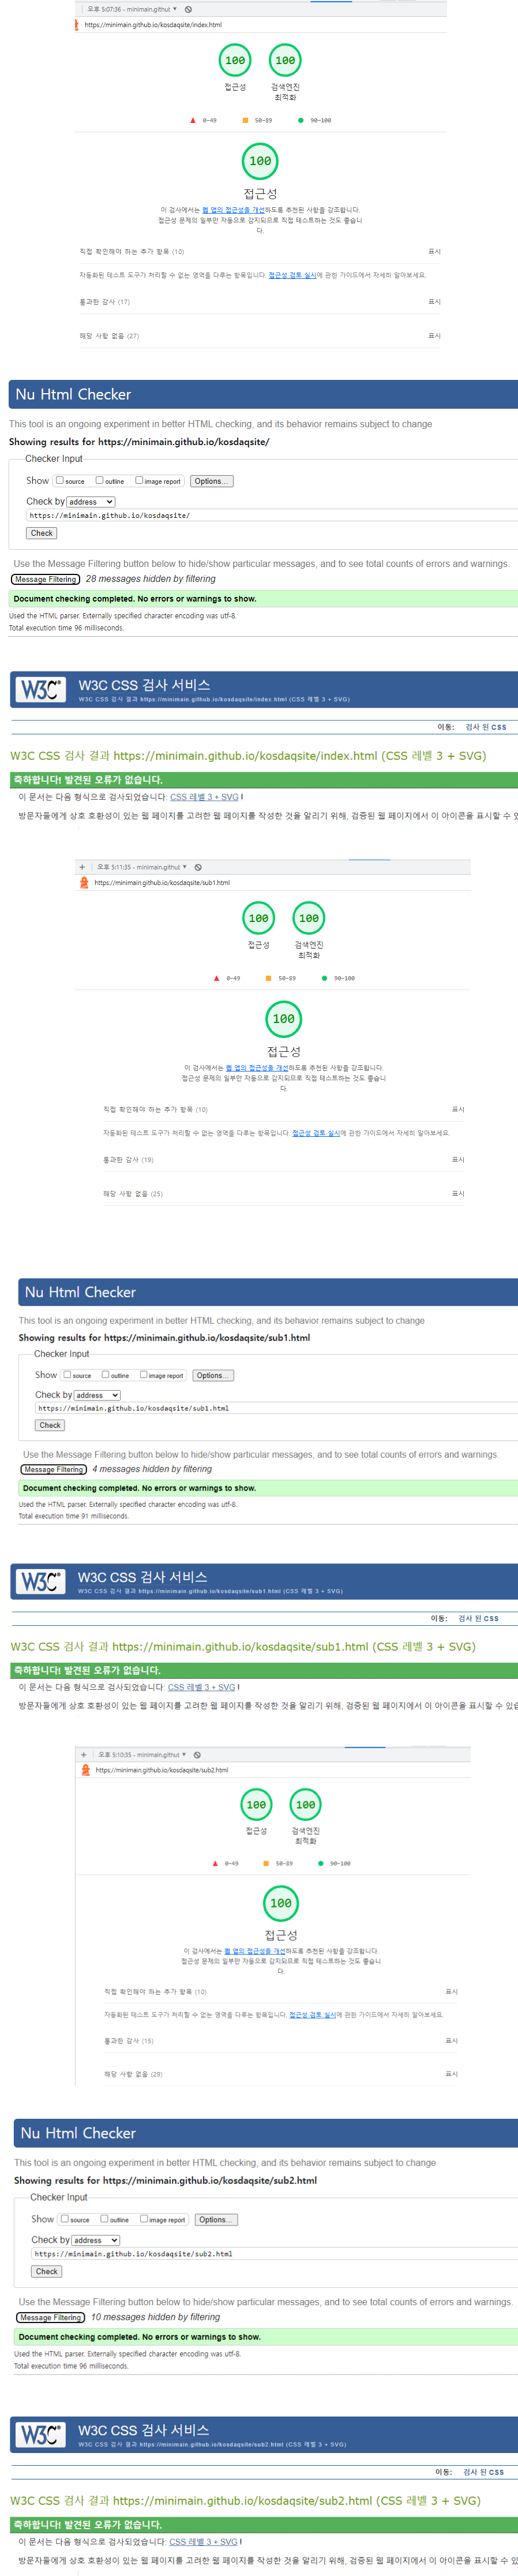 오후 5:07:36 - minimain.github ▼
https://minimain.github.io/kosdaqsite/index.html
100 100
접근성 검색엔진
최적화
0–49 50–89 90–100
100
접근성
이 검사에서는 웹 앱의 접근성을 개선하도록 추천된 사항을 강조합니다.
접근성 문제의 일부만 자동으로 감지되므로 직접 테스트하는 것도 좋습니
다.
직접 확인해야 하는 추가 항목 (10) 표시
자동화된 테스트 도구가 처리할 수 없는 영역을 다루는 항목입니다. 접근성 검토 실시에 관한 가이드에서 자세히 알아보세요.
통과한 감사 (17) 표시
해당 사항 없음 (27) 표시
Nu Html Checker
This tool is an ongoing experiment in better HTML checking, and its behavior remains subject to change
Showing results for https://minimain.github.io/kosdaqsite/
Checker Input
Show source outline image report Options...
Check by address
https://minimain.github.io/kosdaqsite/
Check
Use the Message Filtering button below to hide/show particular messages, and to see total counts of errors and warnings.
Message Filtering 28 messages hidden by filtering
Document checking completed. No errors or warnings to show.
Used the HTML parser. Externally specified character encoding was utf-8.
Total execution time 96 milliseconds.
W3C® W3C CSS 검사 서비스
W3C CSS 검사 결과 https://minimain.github.io/kosdaqsite/index.html (CSS 레벨 3 + SVG)
이동: 검사 된 CSS
W3C CSS 검사 결과 https://minimain.github.io/kosdaqsite/index.html (CSS 레벨 3 + SVG)
축하합니다! 발견된 오류가 없습니다.
이 문서는 다음 형식으로 검사되었습니다: CSS 레벨 3 + SVG !
방문자들에게 상호 호환성이 있는 웹 페이지를 고려한 웹 페이지를 작성한 것을 알리기 위해, 검증된 웹 페이지에서 이 아이콘을 표시할 수 있
+ 오후 5:11:35 - minimain.github ▼
https://minimain.github.io/kosdaqsite/sub1.html
100 100
접근성 검색엔진
최적화
0–49 50–89 90–100
100
접근성
이 검사에서는 웹 앱의 접근성을 개선하도록 추천된 사항을 강조합니다.
접근성 문제의 일부만 자동으로 감지되므로 직접 테스트하는 것도 좋습니
다.
직접 확인해야 하는 추가 항목 (10) 표시
자동화된 테스트 도구가 처리할 수 없는 영역을 다루는 항목입니다. 접근성 검토 실시에 관한 가이드에서 자세히 알아보세요.
통과한 감사 (19) 표시
해당 사항 없음 (25) 표시
Nu Html Checker
This tool is an ongoing experiment in better HTML checking, and its behavior remains subject to change
Showing results for https://minimain.github.io/kosdaqsite/sub1.html
Checker Input
Show source outline image report Options...
Check by address
https://minimain.github.io/kosdaqsite/sub1.html
Check
Use the Message Filtering button below to hide/show particular messages, and to see total counts of errors and warnings.
Message Filtering 4 messages hidden by filtering
Document checking completed. No errors or warnings to show.
Used the HTML parser. Externally specified character encoding was utf-8.
Total execution time 91 milliseconds.
W3C® W3C CSS 검사 서비스
W3C CSS 검사 결과 https://minimain.github.io/kosdaqsite/sub1.html (CSS 레벨 3 + SVG)
이동: 검사 된 CSS
W3C CSS 검사 결과 https://minimain.github.io/kosdaqsite/sub1.html (CSS 레벨 3 + SVG)
축하합니다! 발견된 오류가 없습니다.
이 문서는 다음 형식으로 검사되었습니다: CSS 레벨 3 + SVG !
방문자들에게 상호 호환성이 있는 웹 페이지를 고려한 웹 페이지를 작성한 것을 알리기 위해, 검증된 웹 페이지에서 이 아이콘을 표시할 수 있습
+ 오후 5:10:35 - minimain.github ▼
https://minimain.github.io/kosdaqsite/sub2.html
100 100
접근성 검색엔진
최적화
0–49 50–89 90–100
100
접근성
이 검사에서는 웹 앱의 접근성을 개선하도록 추천된 사항을 강조합니다.
접근성 문제의 일부만 자동으로 감지되므로 직접 테스트하는 것도 좋습니
다.
직접 확인해야 하는 추가 항목 (10) 표시
자동화된 테스트 도구가 처리할 수 없는 영역을 다루는 항목입니다. 접근성 검토 실시에 관한 가이드에서 자세히 알아보세요.
통과한 감사 (15) 표시
해당 사항 없음 (29) 표시
Nu Html Checker
This tool is an ongoing experiment in better HTML checking, and its behavior remains subject to change
Showing results for https://minimain.github.io/kosdaqsite/sub2.html
Checker Input
Show source outline image report Options...
Check by address
https://minimain.github.io/kosdaqsite/sub2.html
Check
Use the Message Filtering button below to hide/show particular messages, and to see total counts of errors and warnings.
Message Filtering 10 messages hidden by filtering
Document checking completed. No errors or warnings to show.
Used the HTML parser. Externally specified character encoding was utf-8.
Total execution time 96 milliseconds.
W3C® W3C CSS 검사 서비스
W3C CSS 검사 결과 https://minimain.github.io/kosdaqsite/sub2.html (CSS 레벨 3 + SVG)
이동: 검사 된 CSS
W3C CSS 검사 결과 https://minimain.github.io/kosdaqsite/sub2.html (CSS 레벨 3 + SVG)
축하합니다! 발견된 오류가 없습니다.
이 문서는 다음 형식으로 검사되었습니다: CSS 레벨 3 + SVG !
방문자들에게 상호 호환성이 있는 웹 페이지를 고려한 웹 페이지를 작성한 것을 알리기 위해, 검증된 웹 페이지에서 이 아이콘을 표시할 수 있